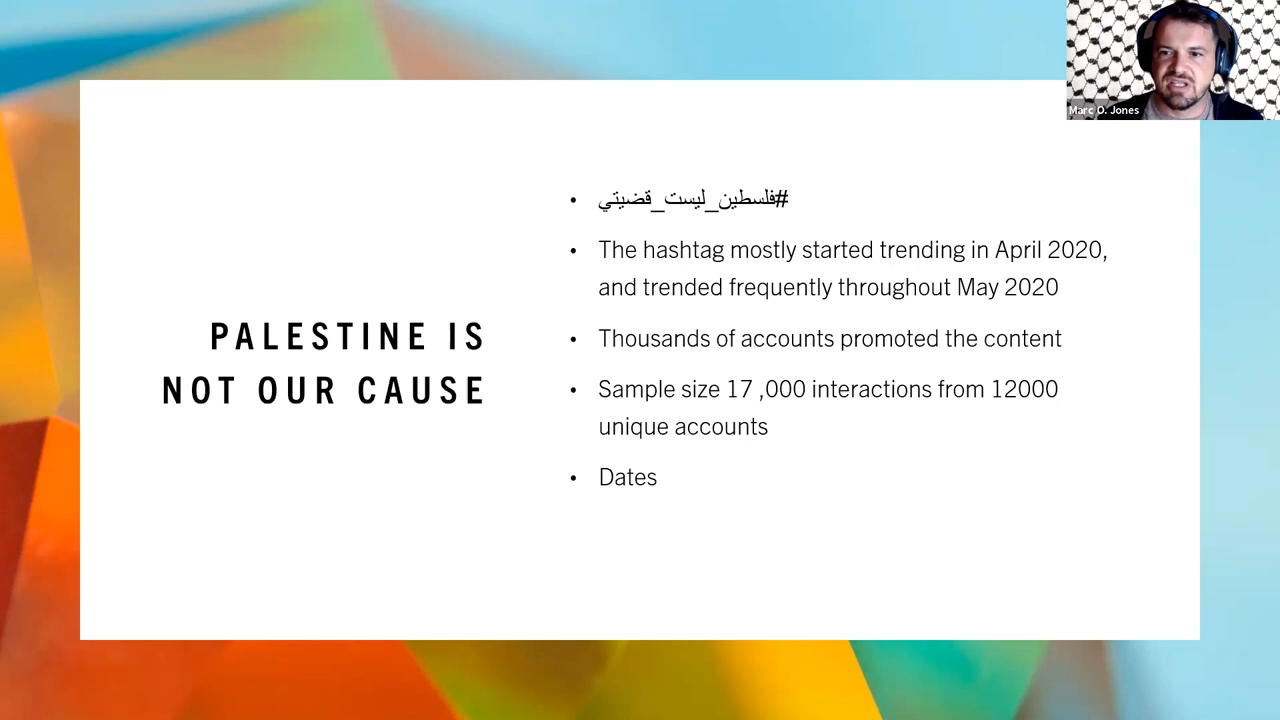 Marc O. Jones
PALESTINE IS
NOT OUR CAUSE
• #فلسطين_ليست_قضيتي
• The hashtag mostly started trending in April 2020,
and trended frequently throughout May 2020
• Thousands of accounts promoted the content
• Sample size 17 ,000 interactions from 12000
unique accounts
• Dates